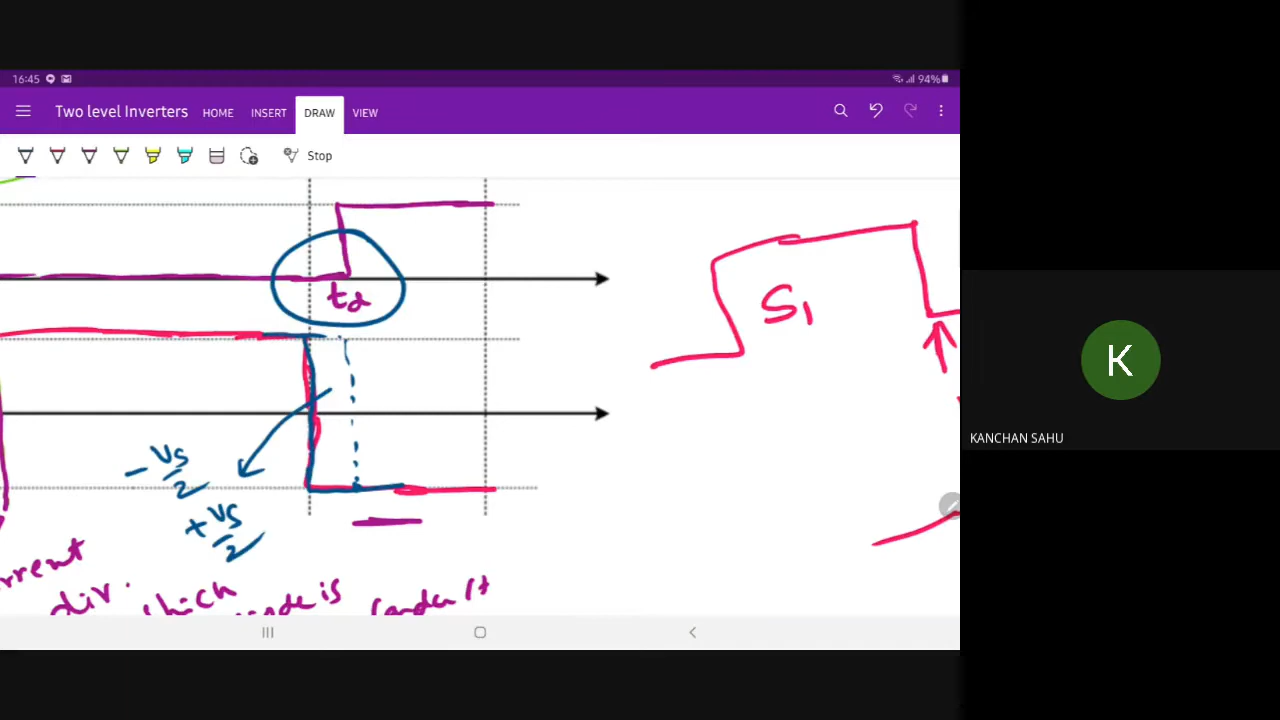 16:45 94%
Two level Inverters HOME INSERT DRAW VIEW
Stop
td
S1
- Vs/2
+ Vs/2
div. which
K
KANCHAN SAHU